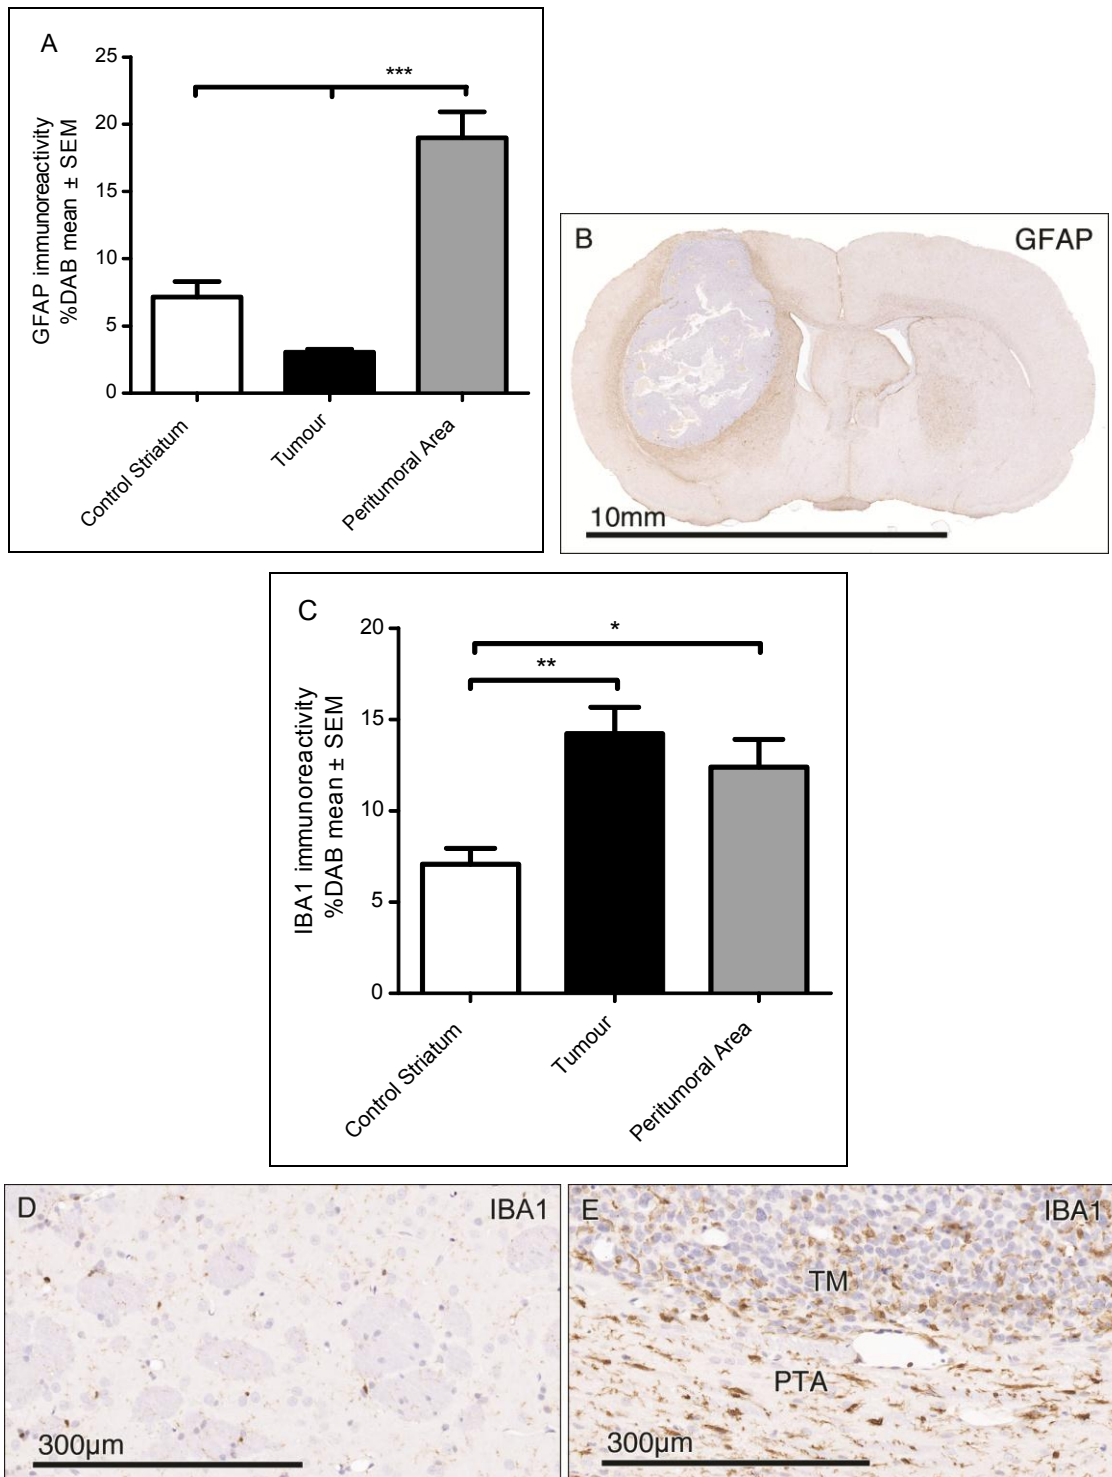 A
25
20
15
10
5
0
GFAP immunoreactivity
%DAB mean ± SEM
***
Control Striatum
Tumour
Peritumoral Area
B
GFAP
10mm
C
20
15
10
5
0
IBA1 immunoreactivity
%DAB mean ± SEM
*
**
Control Striatum
Tumour
Peritumoral Area
D
IBA1
300µm
E
IBA1
TM
PTA
300µm